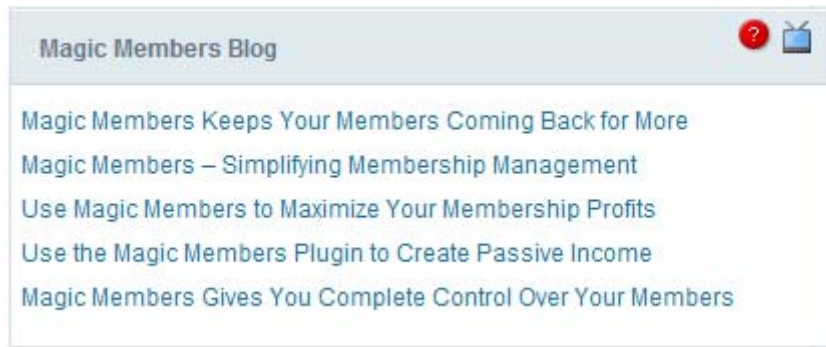 Magic Members Blog
?
Magic Members Keeps Your Members Coming Back for More
Magic Members – Simplifying Membership Management
Use Magic Members to Maximize Your Membership Profits
Use the Magic Members Plugin to Create Passive Income
Magic Members Gives You Complete Control Over Your Members